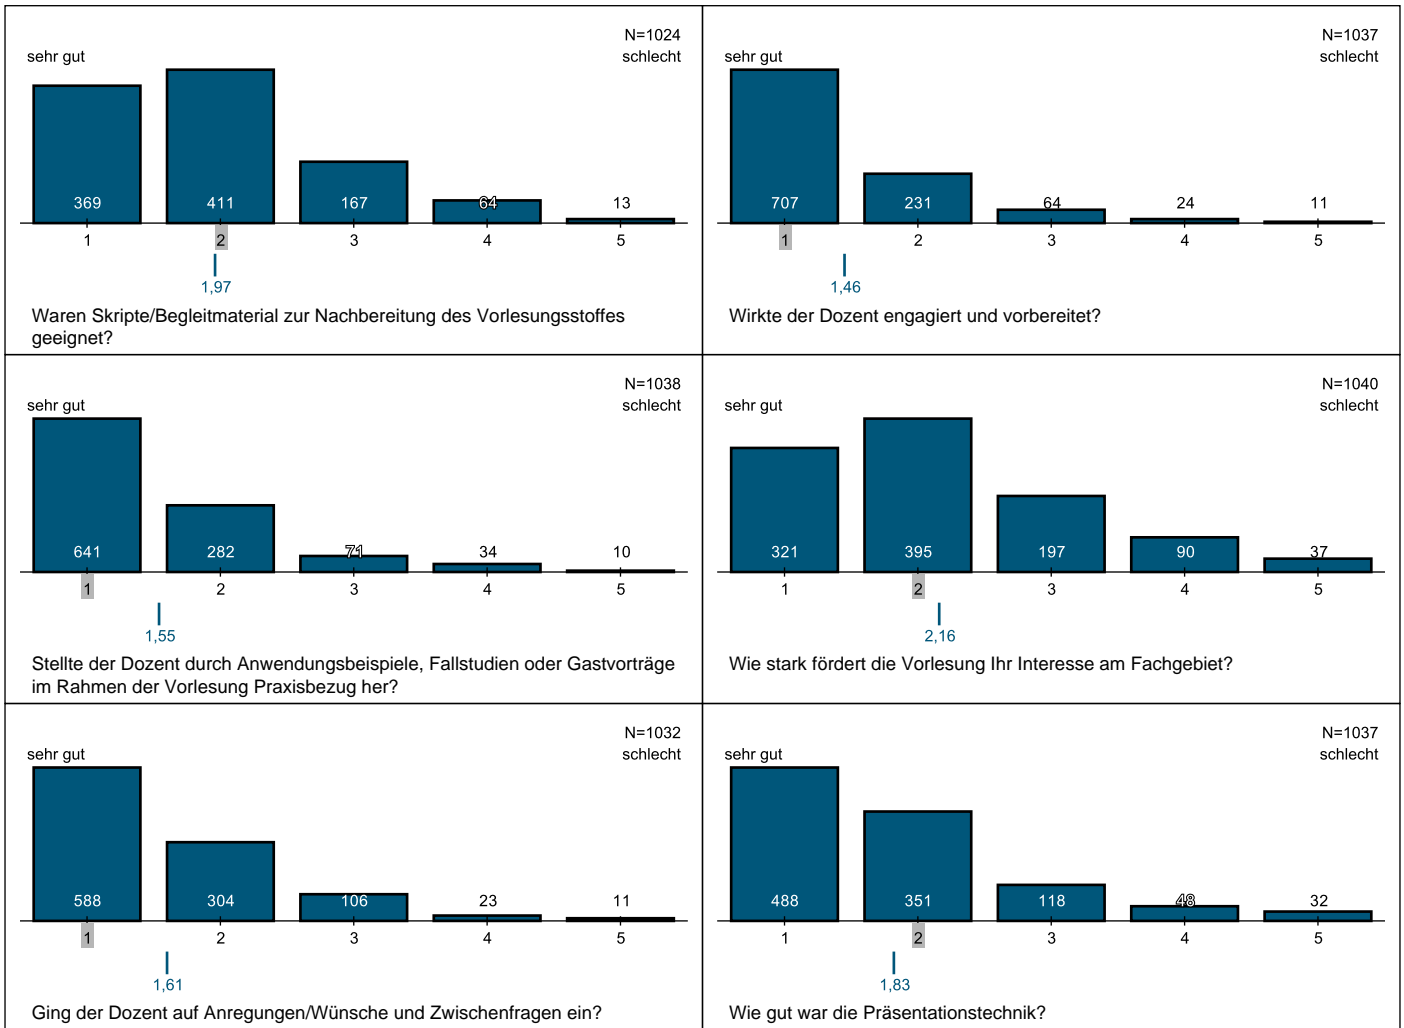 N=1024
sehr gut schlecht
369 411 167 64 13
1 2 3 4 5
1,97
Waren Skripte/Begleitmaterial zur Nachbereitung des Vorlesungsstoffes
geeignet?
N=1037
sehr gut schlecht
707 231 64 24 11
1 2 3 4 5
1,46
Wirkte der Dozent engagiert und vorbereitet?
N=1038
sehr gut schlecht
641 282 71 34 10
1 2 3 4 5
1,55
Stellte der Dozent durch Anwendungsbeispiele, Fallstudien oder Gastvorträge
im Rahmen der Vorlesung Praxisbezug her?
N=1040
sehr gut schlecht
321 395 197 90 37
1 2 3 4 5
2,16
Wie stark fördert die Vorlesung Ihr Interesse am Fachgebiet?
N=1032
sehr gut schlecht
588 304 106 23 11
1 2 3 4 5
1,61
Ging der Dozent auf Anregungen/Wünsche und Zwischenfragen ein?
N=1037
sehr gut schlecht
488 351 118 48 32
1 2 3 4 5
1,83
Wie gut war die Präsentationstechnik?